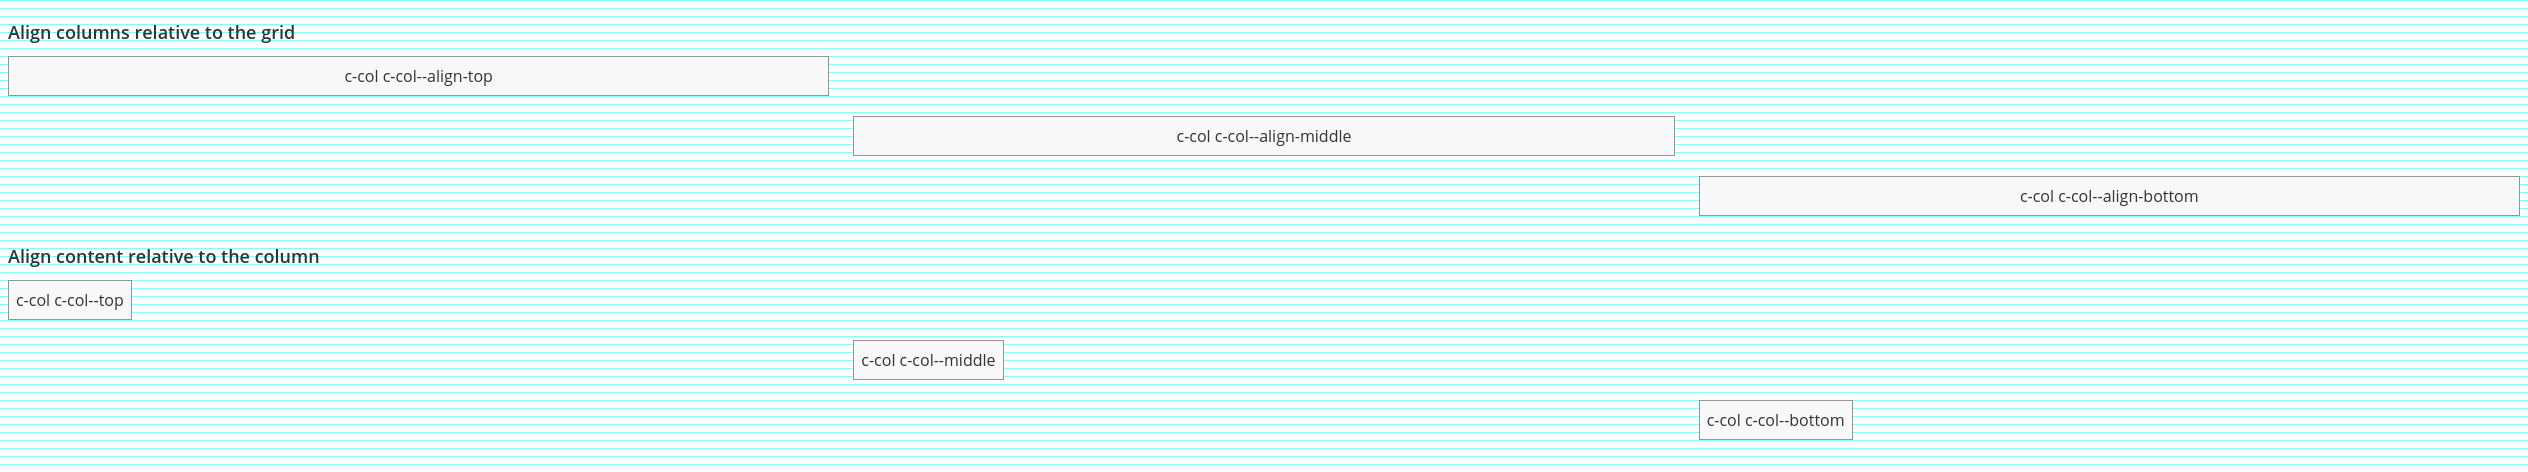 Align columns relative to the grid
c-col c-col--align-top
c-col c-col--align-middle
c-col c-col--align-bottom
Align content relative to the column
c-col c-col--top
c-col c-col--middle
c-col c-col--bottom